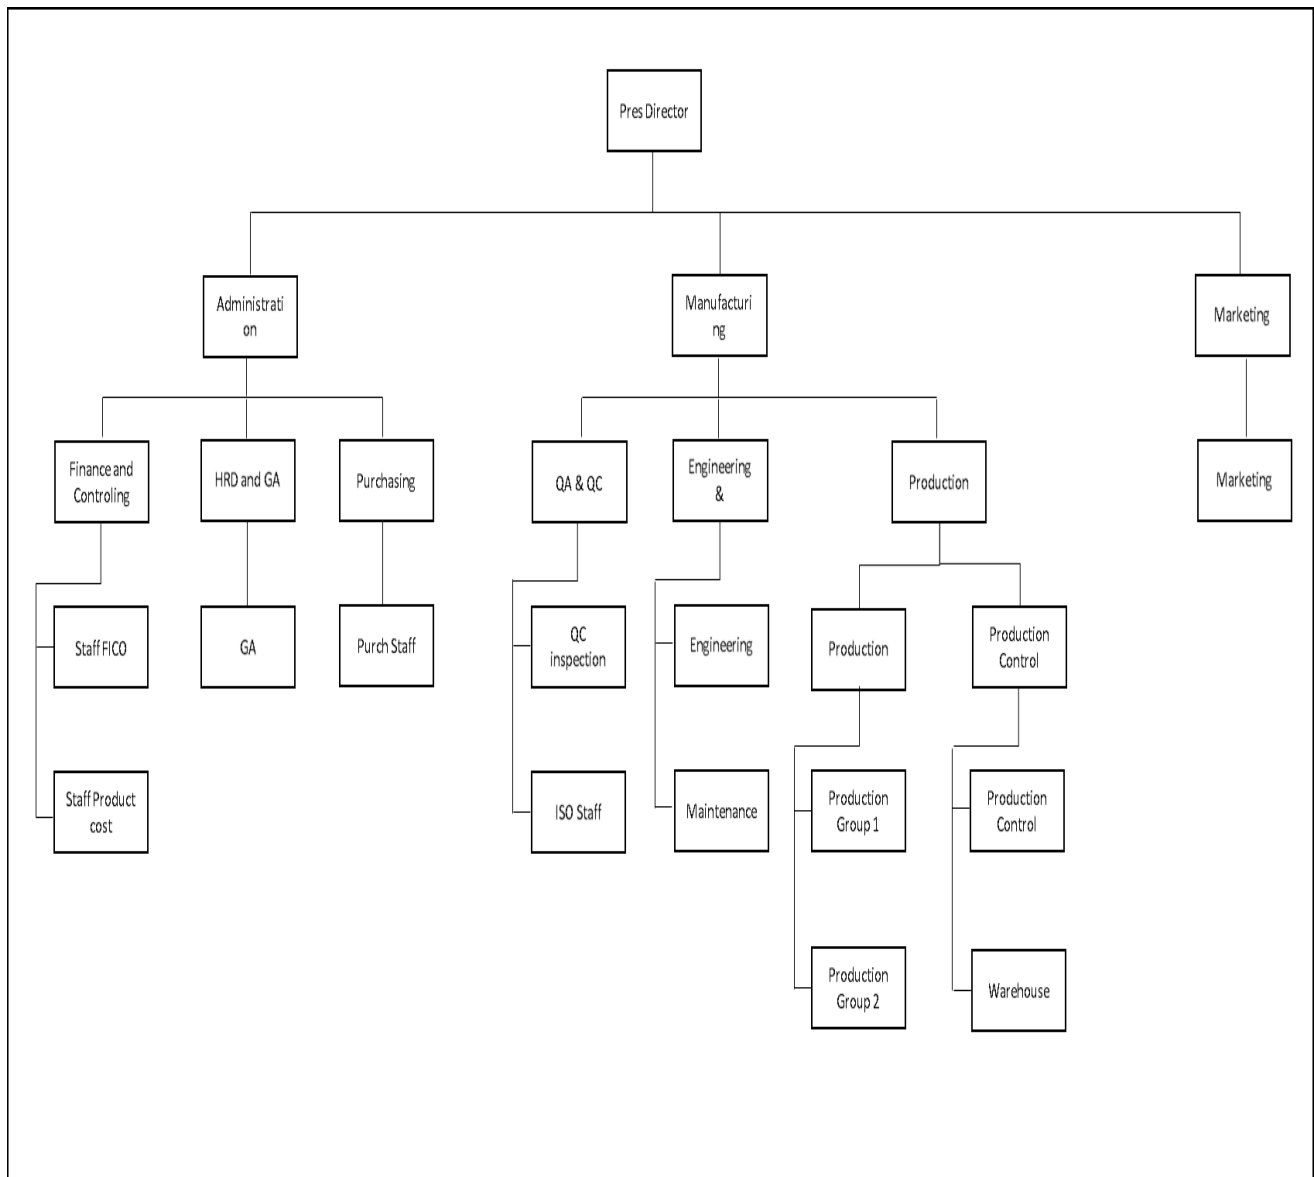 Pres Director
Administrati
on
Manufacturi
ng
Marketing
Finance and
Controling
HRD and GA
Purchasing
QA & QC
Engineering
&
Production
Marketing
Staff FICO
GA
Purch Staff
QC
inspection
Engineering
Production
Production
Control
Staff Product
cost
ISO Staff
Maintenance
Production
Group 1
Production
Control
Production
Group 2
Warehouse